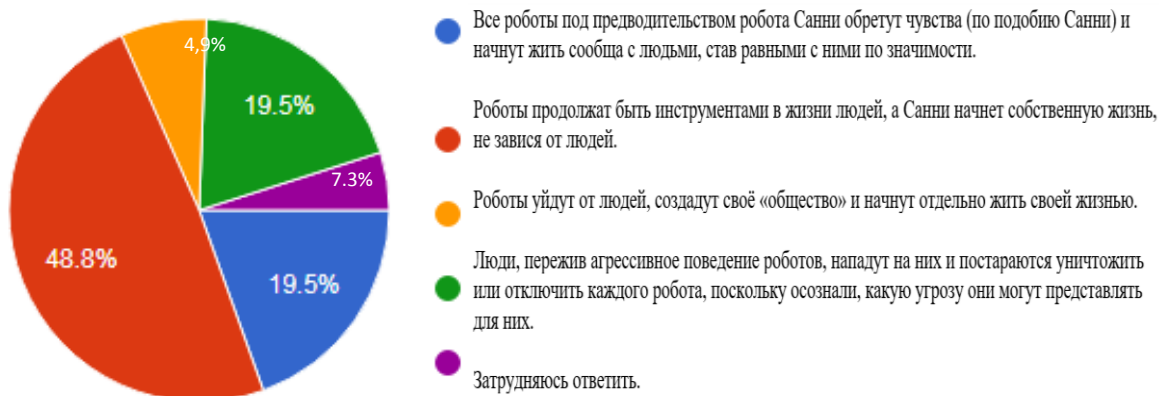 4,9%
19.5%
7.3%
48.8%
19.5%
Все роботы под предводительством робота Санни обретут чувства (по подобию Санни) и
начнут жить сообща с людьми, став равными с ними по значимости.
Роботы продолжат быть инструментами в жизни людей, а Санни начнет собственную жизнь,
не завися от людей.
Роботы уйдут от людей, создадут своё «общество» и начнут отдельно жить своей жизнью.
Люди, пережив агрессивное поведение роботов, нападут на них и постараются уничтожить
или отключить каждого робота, поскольку осознали, какую угрозу они могут представлять
для них.
Затрудняюсь ответить.